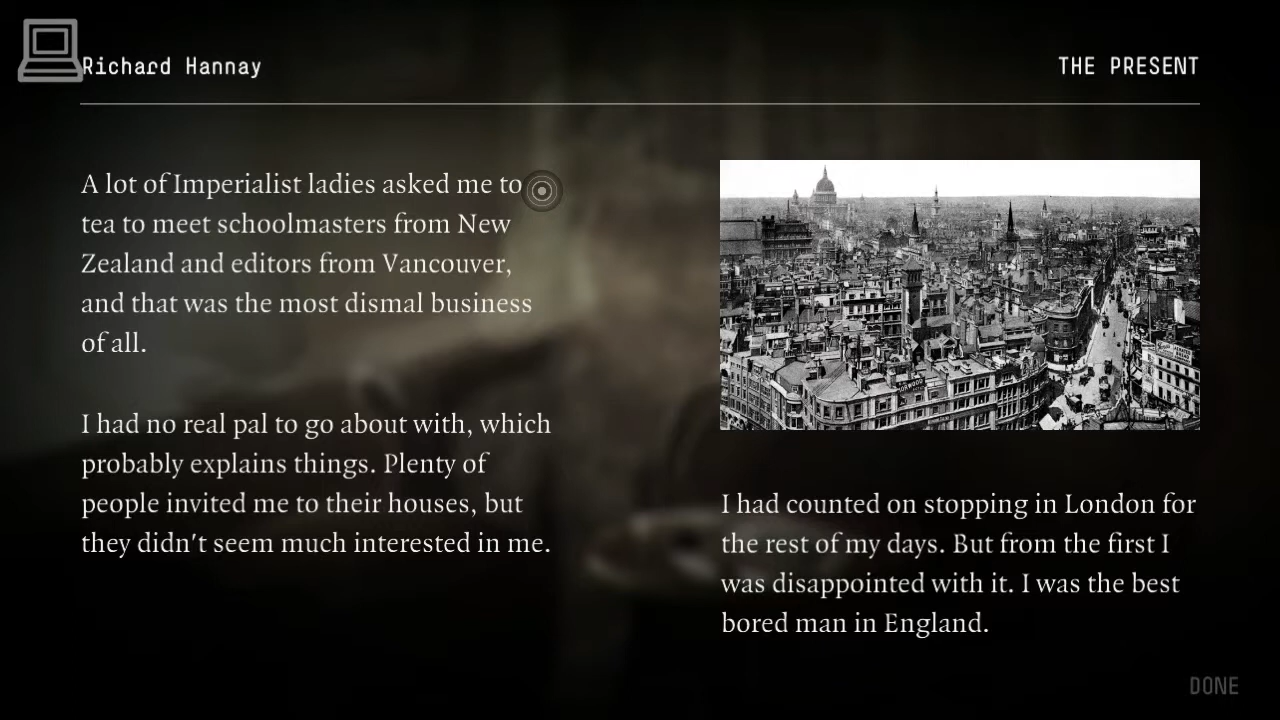 Richard Hannay
THE PRESENT
A lot of Imperialist ladies asked me to
tea to meet schoolmasters from New
Zealand and editors from Vancouver,
and that was the most dismal business
of all.
I had no real pal to go about with, which
probably explains things. Plenty of
people invited me to their houses, but
they didn't seem much interested in me.
I had counted on stopping in London for
the rest of my days. But from the first I
was disappointed with it. I was the best
bored man in England.
DONE